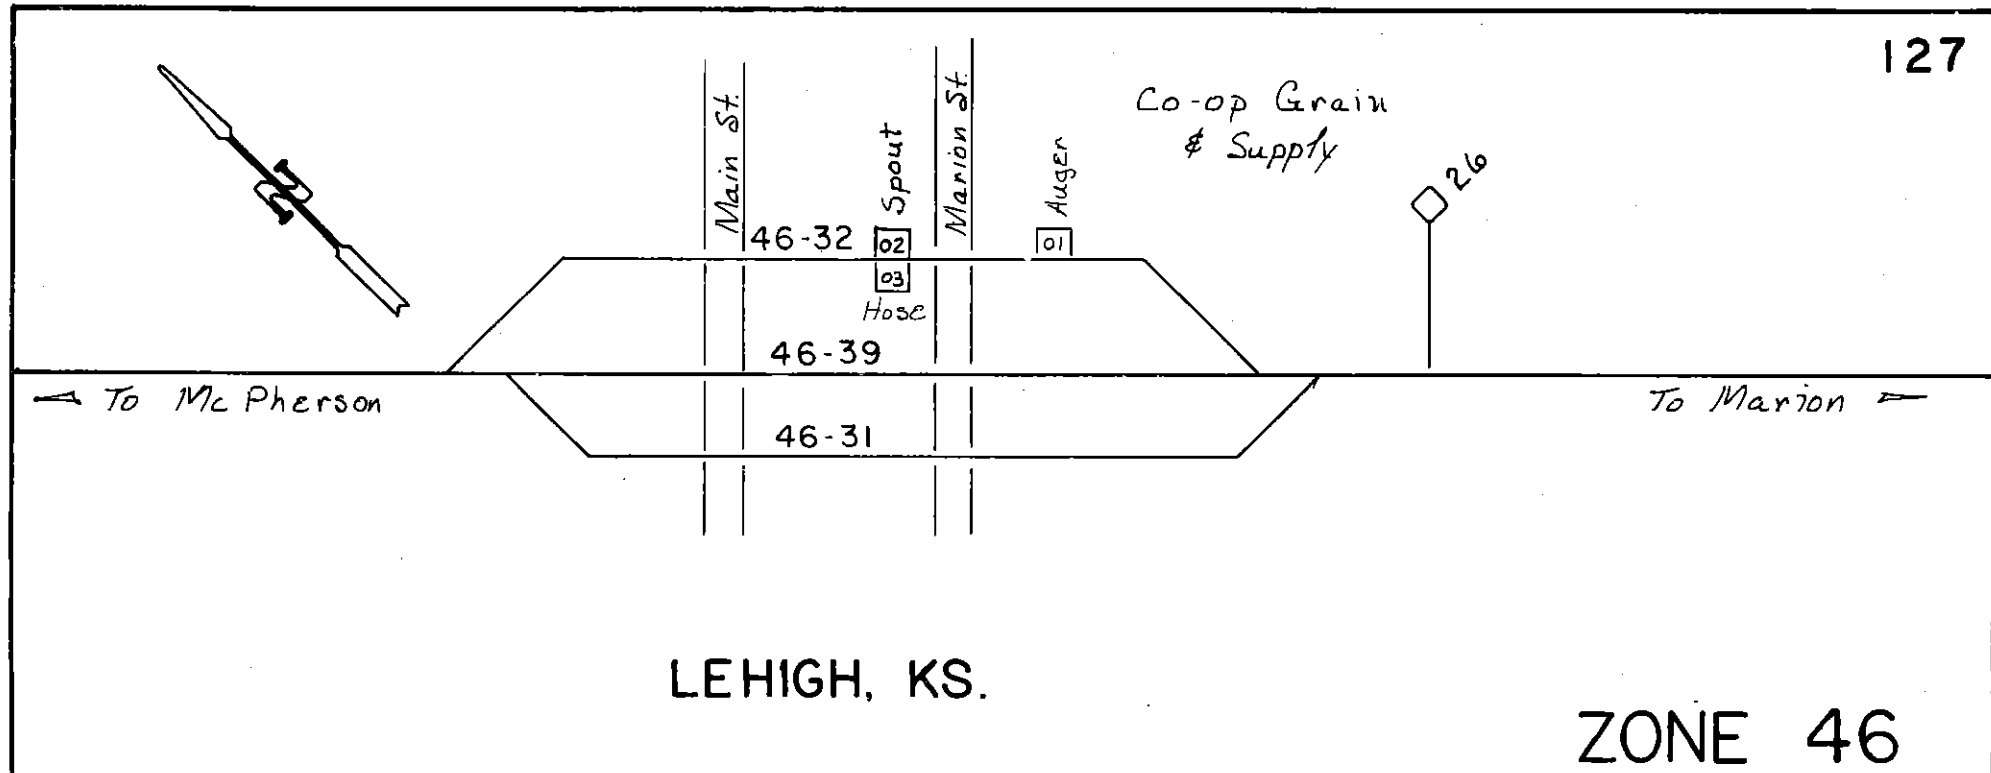 127
Co-op Grain
& Supply
Main St.
Spout
Marion St.
Auger
26
46-32
02
01
03
Hose
46-39
To McPherson
To Marion
46-31
LEHIGH, KS.
ZONE 46
N